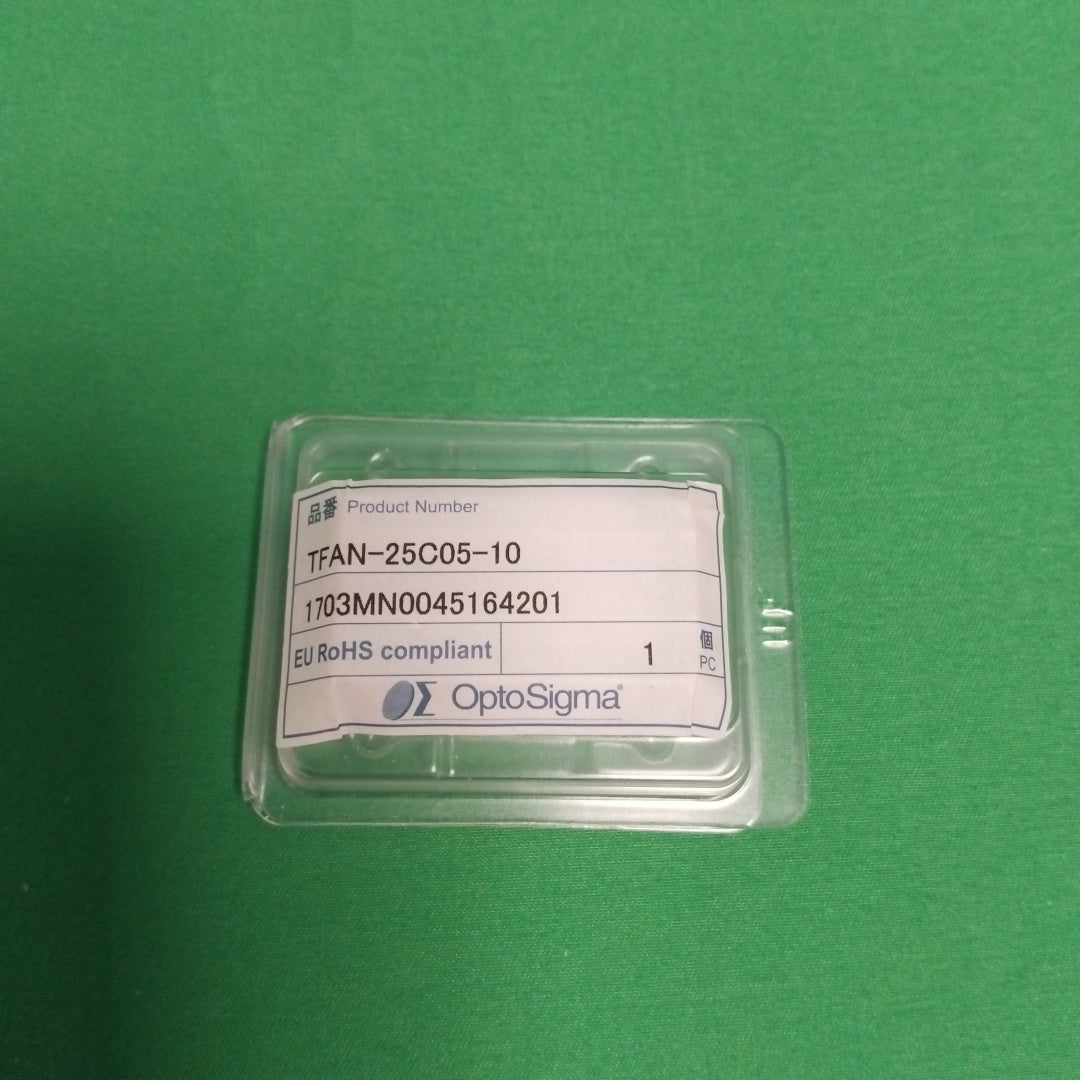 品番 Product Number
TFAN-25C05-10
1703MN0045164201
EU RoHS compliant 1 個 PC
OptoSigma®